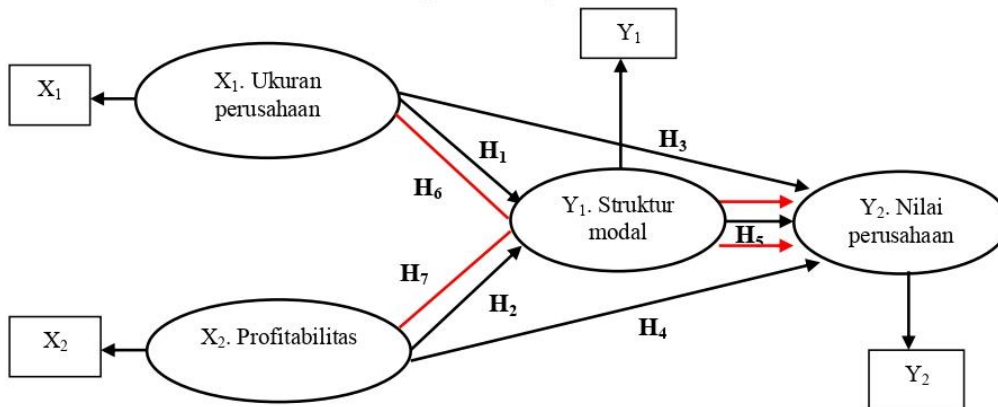 Y₁
X₁
X₁. Ukuran
perusahaan
H₁
H₃
H₆
Y₁. Struktur
modal
H₅
Y₂. Nilai
perusahaan
H₇
H₂
X₂
X₂. Profitabilitas
H₄
Y₂